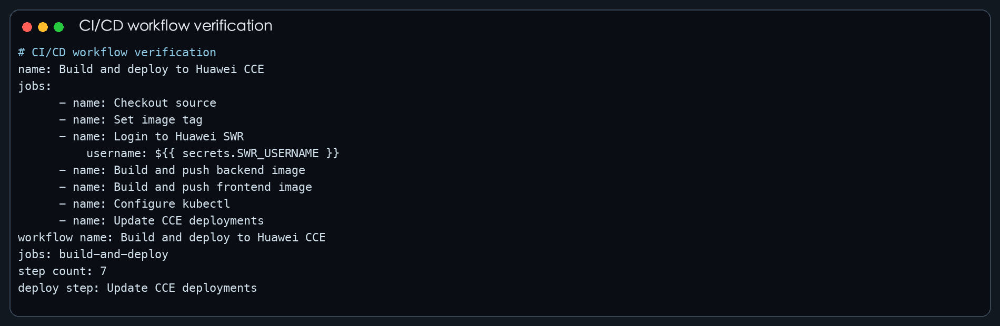 CI/CD workflow verification
# CI/CD workflow verification
name: Build and deploy to Huawei CCE
jobs:
      - name: Checkout source
      - name: Set image tag
      - name: Login to Huawei SWR
          username: ${{ secrets.SWR_USERNAME }}
      - name: Build and push backend image
      - name: Build and push frontend image
      - name: Configure kubectl
      - name: Update CCE deployments
workflow name: Build and deploy to Huawei CCE
jobs: build-and-deploy
step count: 7
deploy step: Update CCE deployments